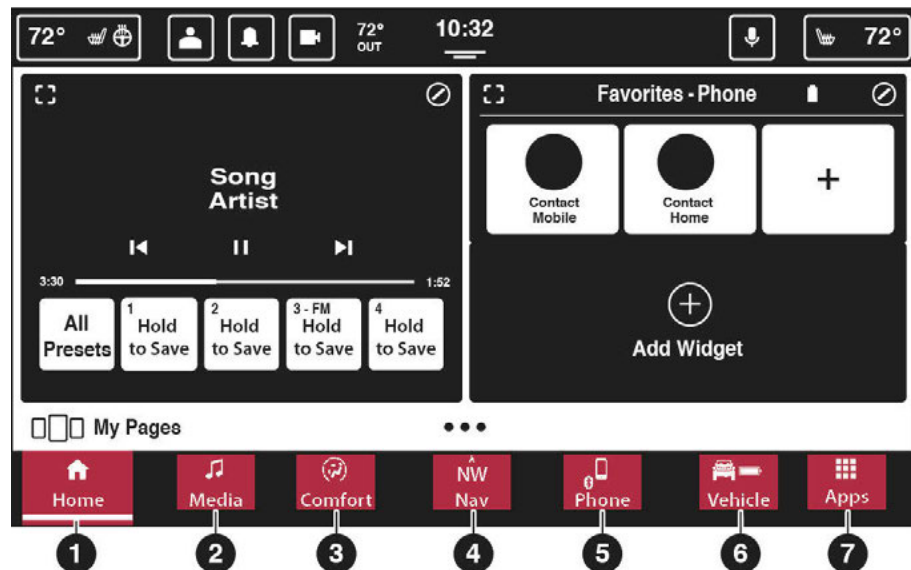 72°
72°
OUT
10:32
72°
Song
Artist
3:30
1:52
All
Presets
1
Hold
to Save
2
Hold
to Save
3 - FM
Hold
to Save
4
Hold
to Save
Favorites - Phone
Contact
Mobile
Contact
Home
+
Add Widget
My Pages
Home
Media
Comfort
NW
Nav
Phone
Vehicle
Apps
1
2
3
4
5
6
7